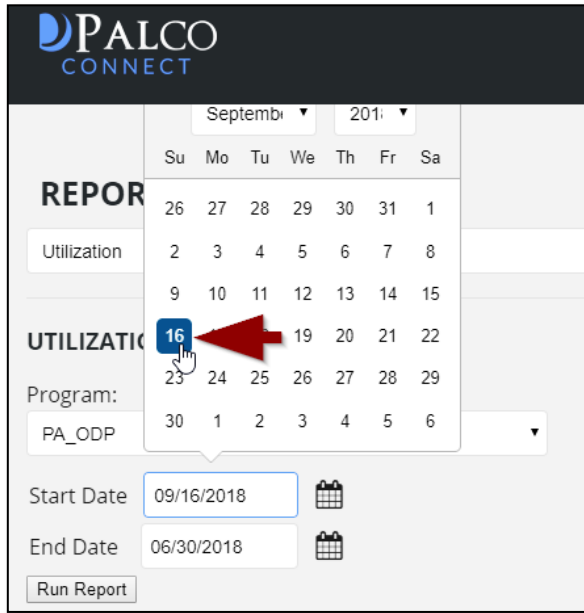 PALCO
CONNECT
Septemb 201
Su Mo Tu We Th Fr Sa
REPOR
26 27 28 29 30 31 1
Utilization
2 3 4 5 6 7 8
9 10 11 12 13 14 15
UTILIZATI
16 19 20 21 22
23 24 25 26 27 28 29
Program:
30 1 2 3 4 5 6
PA_ODP
Start Date 09/16/2018
End Date 06/30/2018
Run Report